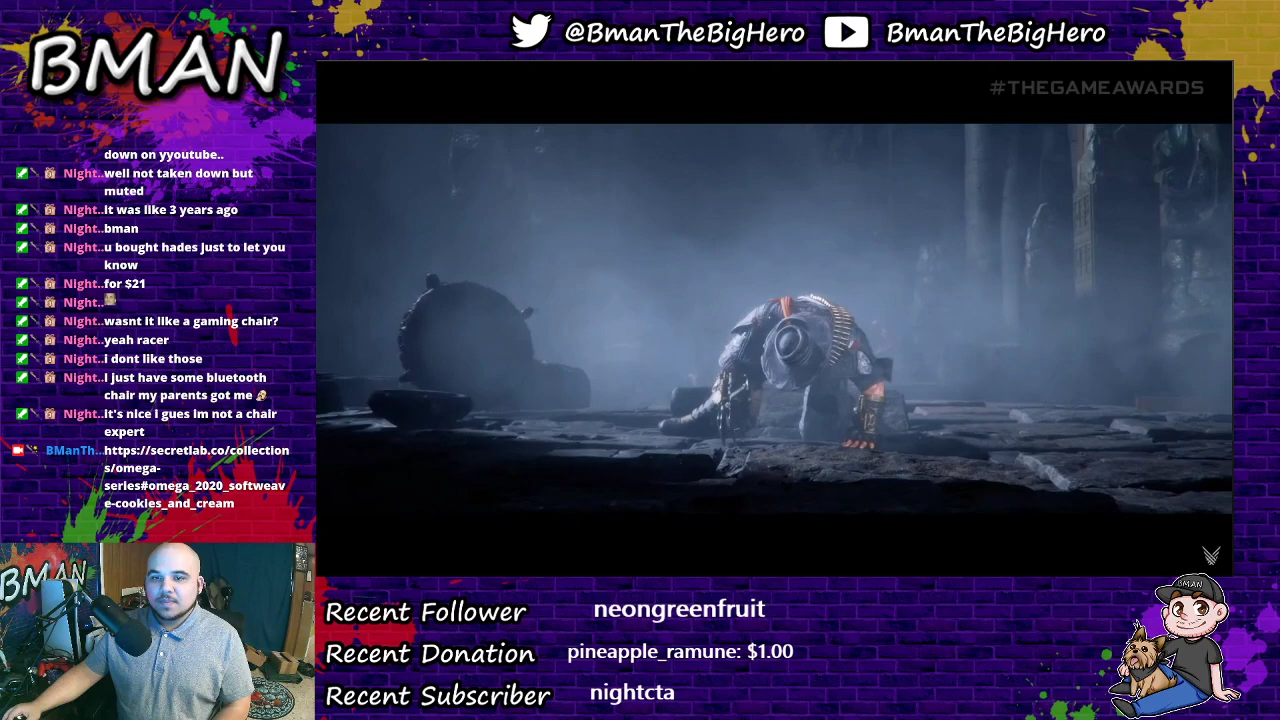 BMAN
@BmanTheBigHero
BmanTheBigHero
#THEGAMEAWARDS
down on yyoutube..
Night..well not taken down but
muted
Night..it was like 3 years ago
Night..bman
Night..u bought hades just to let you
know
Night..for $21
Night..
Night..wasnt it like a gaming chair?
Night..yeah racer
Night..i dont like those
Night..I just have some bluetooth
chair my parents got me
Night..it's nice i gues im not a chair
expert
BManTh..https://secretlab.co/collection
s/omega-
series#omega_2020_softweav
e-cookies_and_cream
BMAN
Recent Follower neongreenfruit
Recent Donation pineapple_ramune: $1.00
Recent Subscriber nightcta
BMAN